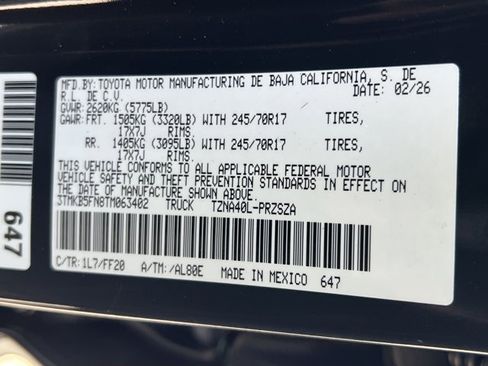 MFD.BY:TOYOTA MOTOR MANUFACTURING DE BAJA CALIFORNIA, S. DE
R.L. DE C.V. DATE: 02/26
GVWR:2620KG (5775LB)
GAWR:FRT. 1505KG (3320LB) WITH 245/70R17 TIRES,
17X7J RIMS.
RR. 1405KG (3095LB) WITH 245/70R17 TIRES,
17X7J RIMS.
THIS VEHICLE CONFORMS TO ALL APPLICABLE FEDERAL MOTOR
VEHICLE SAFETY AND THEFT PREVENTION STANDARDS IN EFFECT
ON THE DATE OF MANUFACTURE SHOWN ABOVE.
3TMKB5FN8TM063402 TRUCK TZNA40L-PRZSZA
C/TR:1L7/FF20 A/TM:/AL80E MADE IN MEXICO 647
647